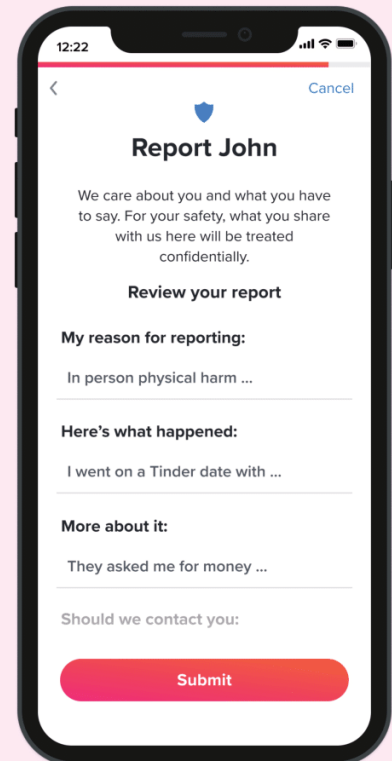 12:22
Cancel
Report John
We care about you and what you have
to say. For your safety, what you share
with us here will be treated
confidentially.
Review your report
My reason for reporting:
In person physical harm ...
Here's what happened:
I went on a Tinder date with ...
More about it:
They asked me for money ...
Should we contact you:
Submit